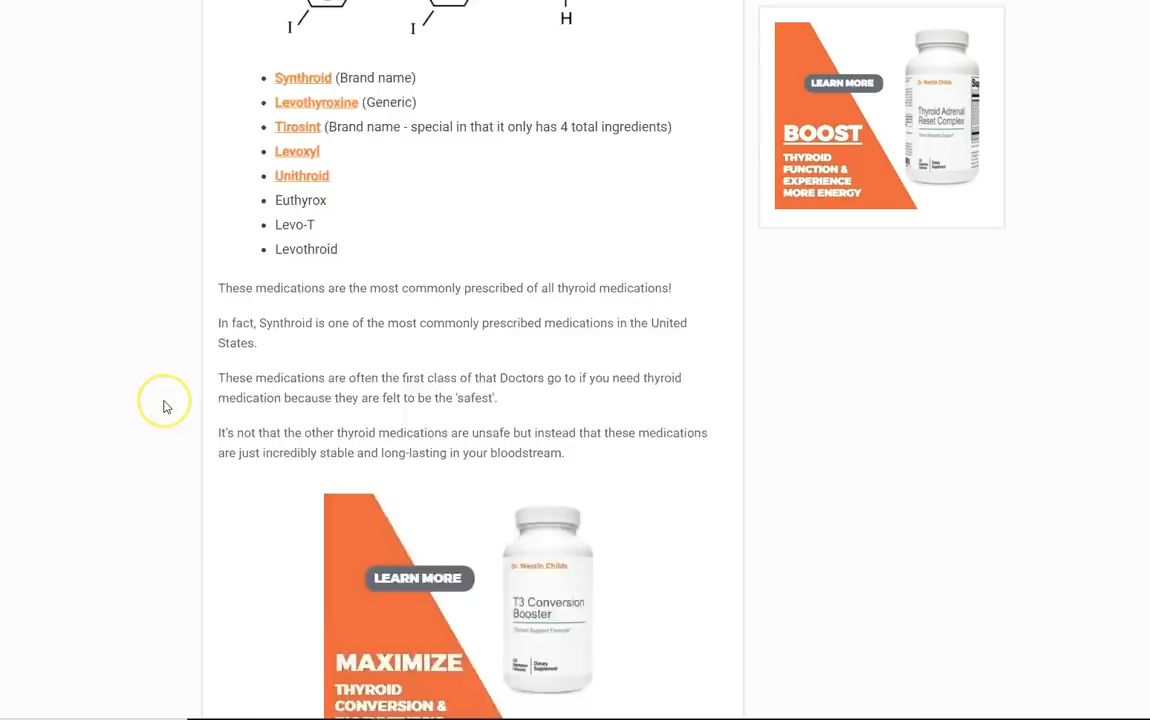 I
I
H
Synthroid (Brand name)
Levothyroxine (Generic)
Tirosint (Brand name - special in that it only has 4 total ingredients)
Levoxyl
Unithroid
Euthyrox
Levo-T
Levothroid
These medications are the most commonly prescribed of all thyroid medications!
In fact, Synthroid is one of the most commonly prescribed medications in the United
States.
These medications are often the first class of that Doctors go to if you need thyroid
medication because they are felt to be the 'safest'.
It's not that the other thyroid medications are unsafe but instead that these medications
are just incredibly stable and long-lasting in your bloodstream.
LEARN MORE
Dr. Westin Childs
T3 Conversion
Booster
Thyroid Support Formula*
Dietary
Supplement
MAXIMIZE
THYROID
CONVERSION &
LEARN MORE
Dr. Westin Childs
Thyroid Adrenal
Reset Complex
BOOST
THYROID
FUNCTION &
EXPERIENCE
MORE ENERGY